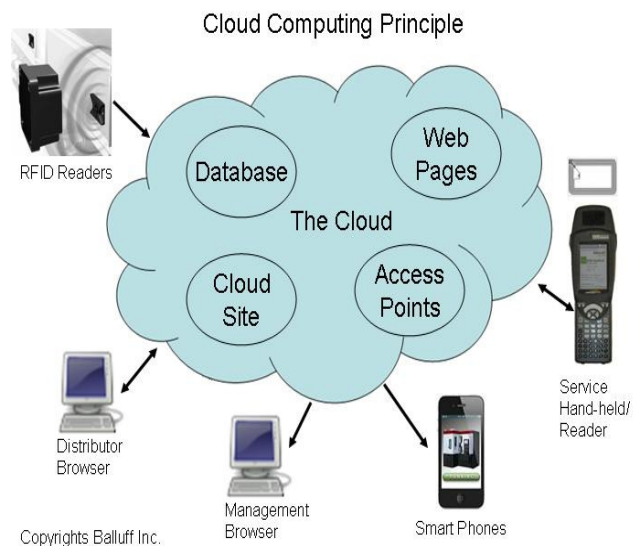 Cloud Computing Principle
RFID Readers
Database
Web
Pages
The Cloud
Cloud
Site
Access
Points
Service
Hand-held/
Reader
Distributor
Browser
Management
Browser
Smart Phones
Copyrights Balluff Inc.